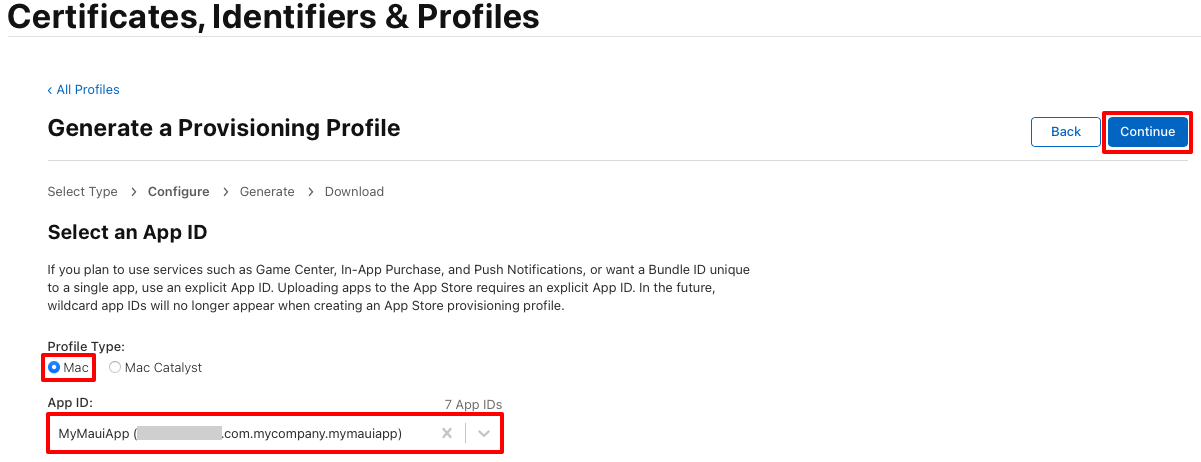 Certificates, Identifiers & Profiles
‹ All Profiles
Generate a Provisioning Profile
Back
Continue
Select Type > Configure > Generate > Download
Select an App ID
If you plan to use services such as Game Center, In-App Purchase, and Push Notifications, or want a Bundle ID unique
to a single app, use an explicit App ID. Uploading apps to the App Store requires an explicit App ID. In the future,
wildcard app IDs will no longer appear when creating an App Store provisioning profile.
Profile Type:
Mac Mac Catalyst
App ID: 7 App IDs
MyMauiApp ( .com.mycompany.mymauiapp)